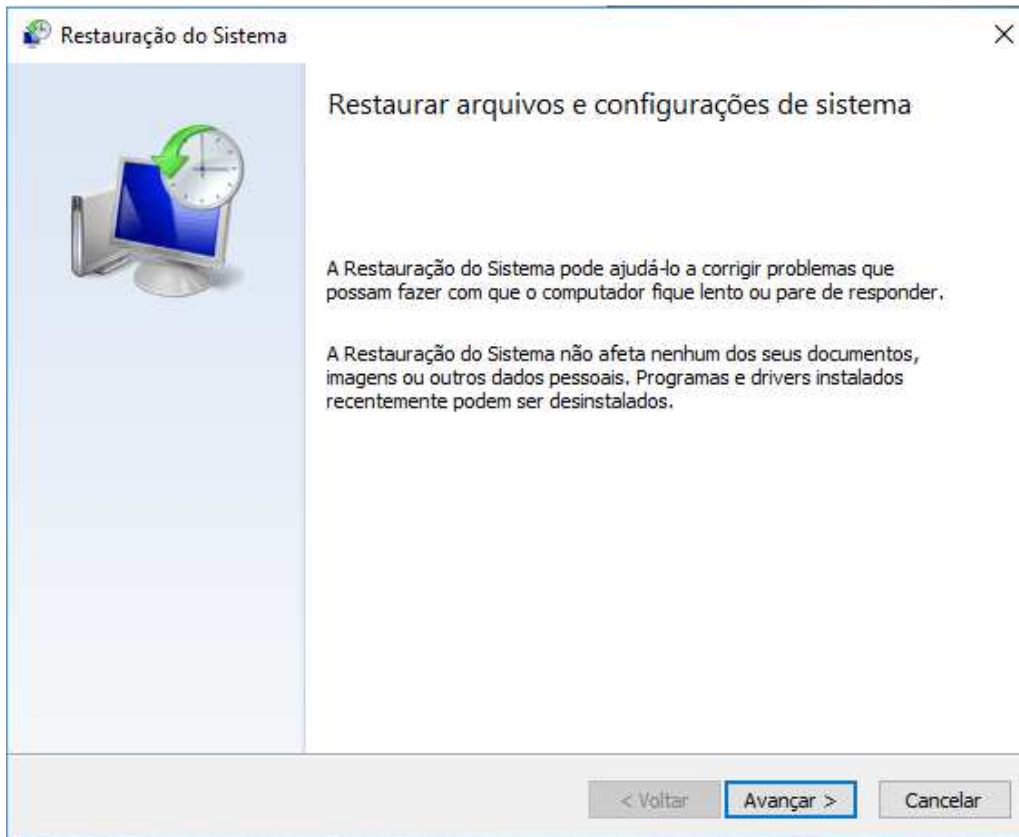 Restauração do Sistema
Restaurar arquivos e configurações de sistema
A Restauração do Sistema pode ajudá-lo a corrigir problemas que
possam fazer com que o computador fique lento ou pare de responder.
A Restauração do Sistema não afeta nenhum dos seus documentos,
imagens ou outros dados pessoais. Programas e drivers instalados
recentemente podem ser desinstalados.
< Voltar
Avançar >
Cancelar